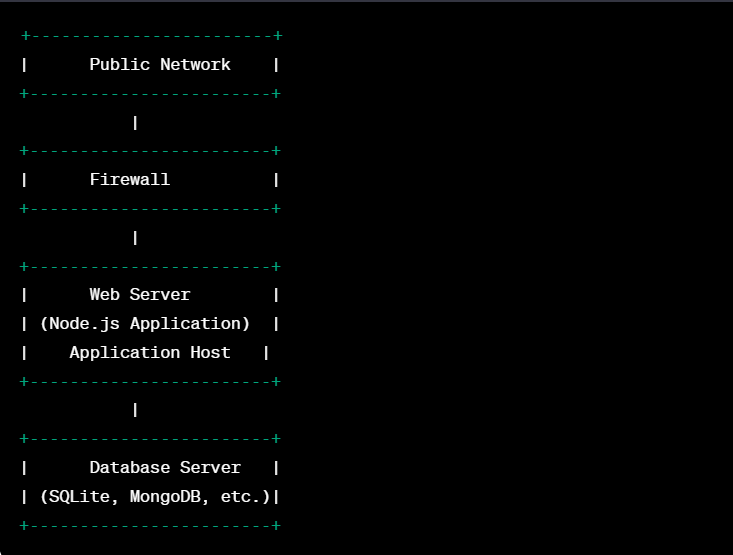 +------------------------+
|      Public Network    |
+------------------------+
           |
+------------------------+
|      Firewall          |
+------------------------+
           |
+------------------------+
|      Web Server        |
| (Node.js Application)  |
|    Application Host   |
+------------------------+
           |
+------------------------+
|      Database Server   |
| (SQLite, MongoDB, etc.)|
+------------------------+